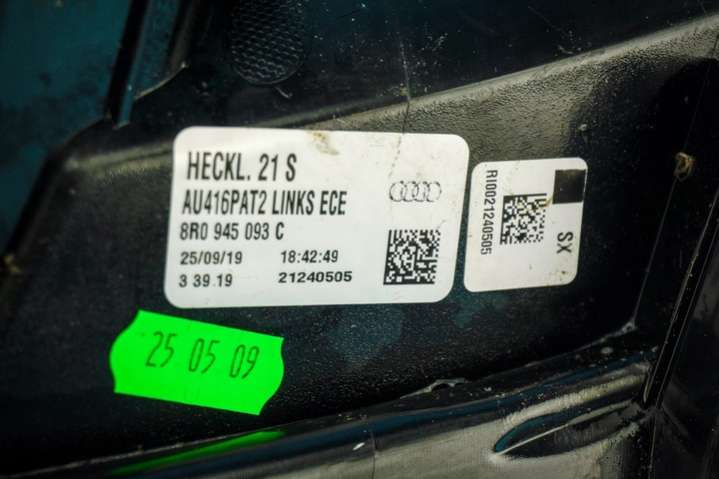 HECKL. 21 S
AU416PAT2 LINKS ECE
8R0 945 093 C
25/09/19 18:42:49
3 39.19 21240505
RI0021240505
SX
25 05 09